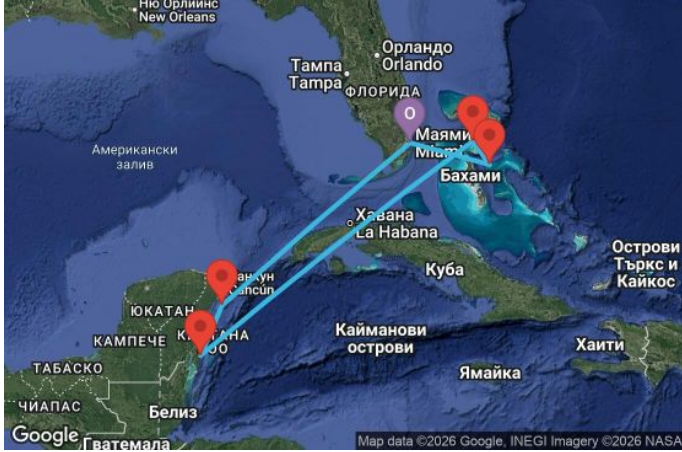 Ню Орлийнс
New Orleans
Орландо
Orlando
Тампа
Tampa
ФЛОРИДА
O
Маями
Miami
Американски
залив
Бахами
Хавана
La Habana
Cancún
Острови
Търкс и
Кайкос
Куба
ЮКАТАН
КАМПЕЧЕ
Кайманови
острови
Хаити
ТАБАСКО
Ямайка
ЧИАПАС
Белиз
Google
Гватемала
Map data ©2026 Google, INEGI Imagery ©2026 NASA